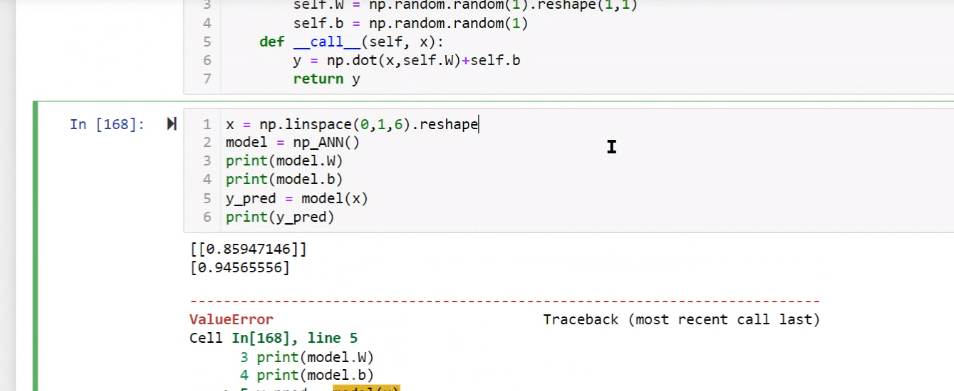 3 self.W = np.random.random(1).reshape(1,1)
4 self.b = np.random.random(1)
5 def __call__(self, x):
6 y = np.dot(x,self.W)+self.b
7 return y
In [168]:
1 x = np.linspace(0,1,6).reshape
2 model = np_ANN()
3 print(model.W)
4 print(model.b)
5 y_pred = model(x)
6 print(y_pred)
[[0.85947146]]
[0.94565556]
---------------------------------------------------------------------------
ValueError Traceback (most recent call last)
Cell In[168], line 5
3 print(model.W)
4 print(model.b)